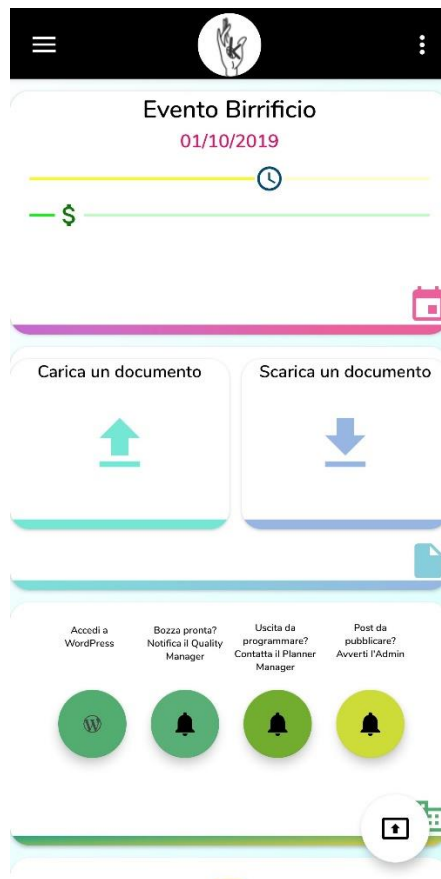 Evento Birrificio
01/10/2019
$
Carica un documento
Scarica un documento
Accedi a
WordPress
Bozza pronta?
Notifica il Quality
Manager
Uscita da
programmare?
Contatta il Planner
Manager
Post da
pubblicare?
Avverti l'Admin